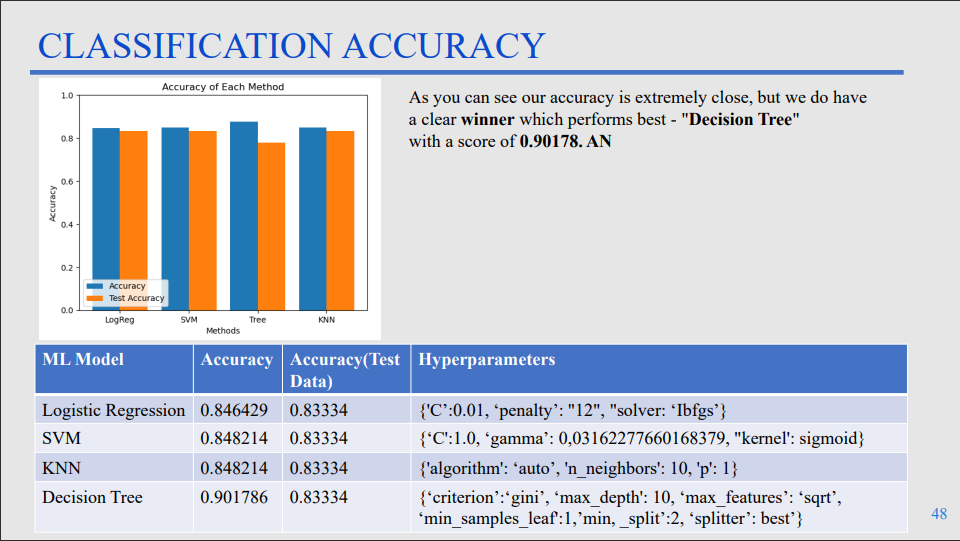 CLASSIFICATION ACCURACY
Accuracy of Each Method
1.0
0.8
0.6
0.4
0.2
0.0
Accuracy
Accuracy
Test Accuracy
LogReg SVM Tree KNN
Methods
As you can see our accuracy is extremely close, but we do have
a clear winner which performs best - "Decision Tree"
with a score of 0.90178. AN
ML Model Accuracy Accuracy(Test
Data) Hyperparameters
Logistic Regression 0.846429 0.83334 {'C’:0.01, ‘penalty’: "12", "solver: ‘Ibfgs’}
SVM 0.848214 0.83334 {‘C':1.0, ‘gamma’: 0,03162277660168379, "kernel': sigmoid}
KNN 0.848214 0.83334 {'algorithm': ‘auto’, 'n_neighbors': 10, 'p': 1}
Decision Tree 0.901786 0.83334 {‘criterion’:‘gini’, ‘max_depth': 10, ‘max_features’: ‘sqrt’,
‘min_samples_leaf':1,’min, _split’:2, ‘splitter’: best’}
48